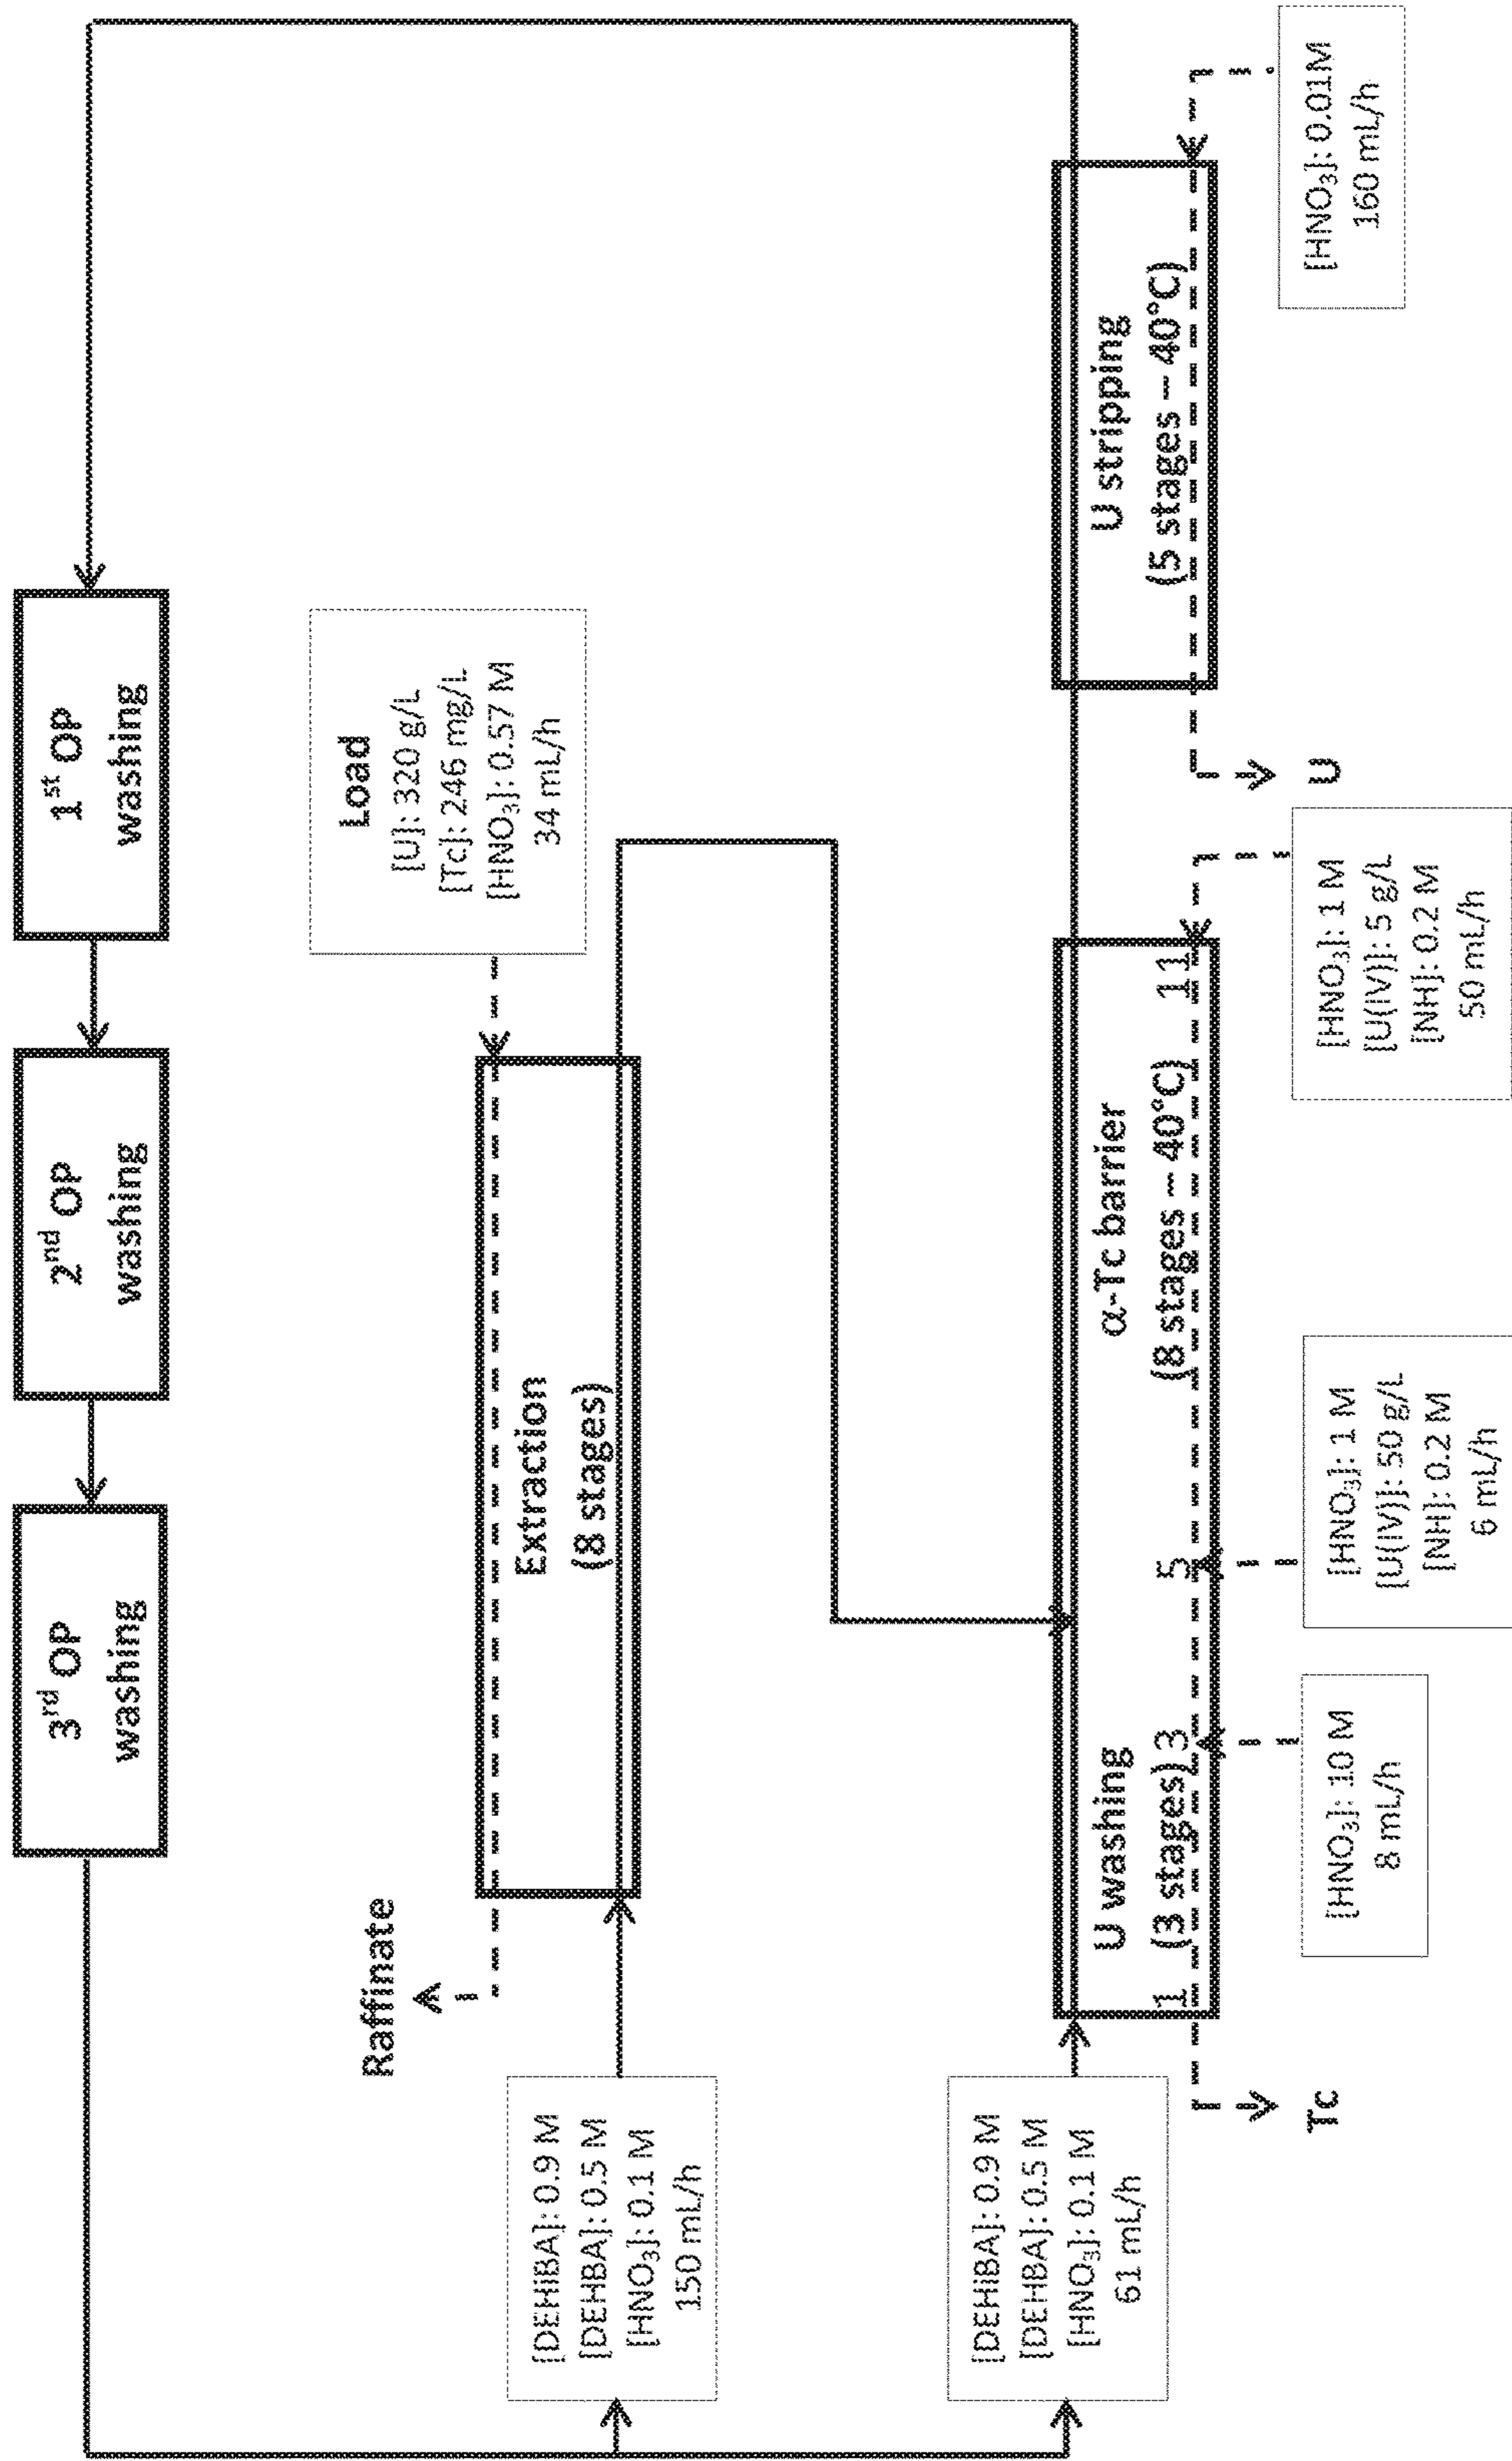 3rd OP
washing
2nd OP
washing
1st OP
washing
Raffinate
Load
[U]: 320 g/L
[Tc]: 246 mg/L
[HNO3]: 0.57 M
34 mL/h
Extraction
(8 stages)
[DEHiBA]: 0.9 M
[DEHBA]: 0.5 M
[HNO3]: 0.1 M
150 mL/h
[DEHiBA]: 0.9 M
[DEHBA]: 0.5 M
[HNO3]: 0.1 M
61 mL/h
U washing
(3 stages)
1
3
5
α-Tc barrier
(8 stages – 40°C)
11
U stripping
(5 stages – 40°C)
Tc
[HNO3]: 10 M
8 mL/h
[HNO3]: 1 M
[U(IV)]: 50 g/L
[NH]: 0.2 M
6 mL/h
[HNO3]: 1 M
[U(IV)]: 5 g/L
[NH]: 0.2 M
50 mL/h
U
[HNO3]: 0.01M
160 mL/h